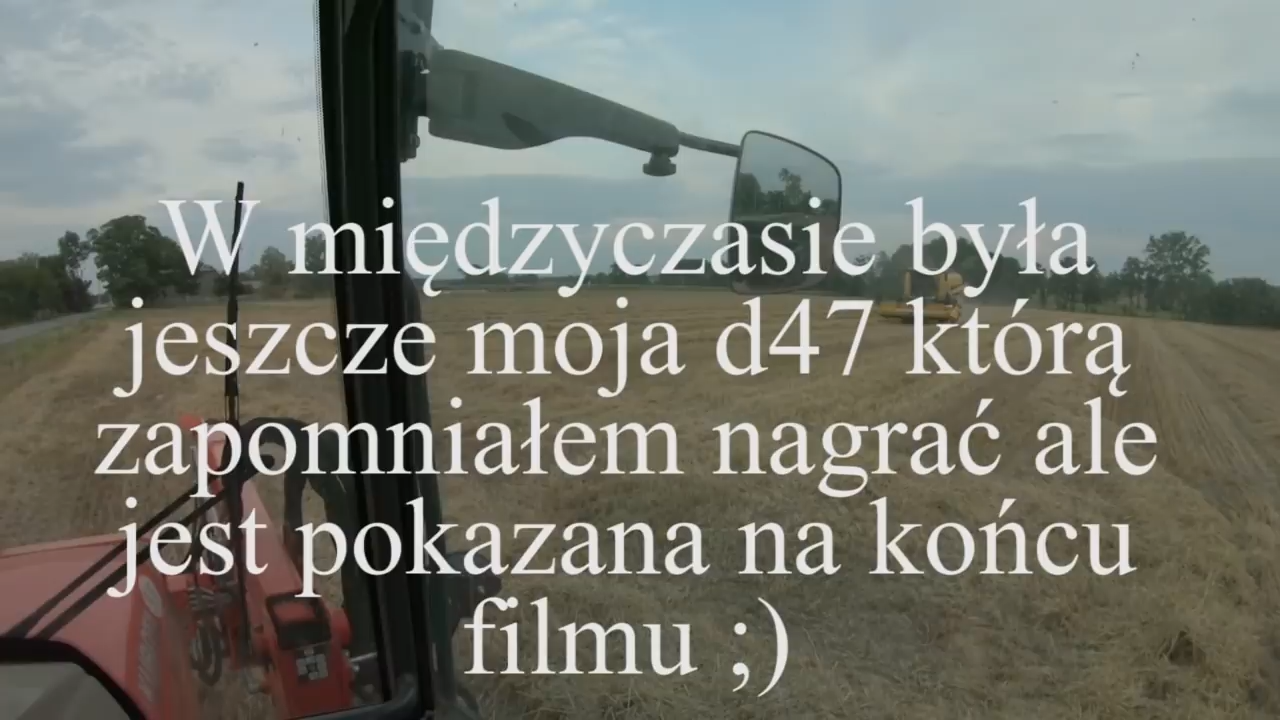 W międzyczasie była
jeszcze moja d47 którą
zapomniałem nagrać ale
jest pokazana na końcu
filmu ;)